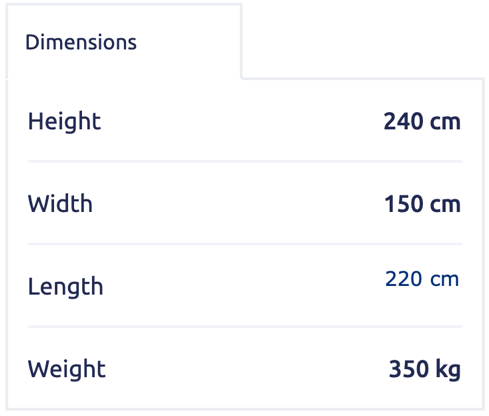 Dimensions
Height 240 cm
Width 150 cm
Length 220 cm
Weight 350 kg